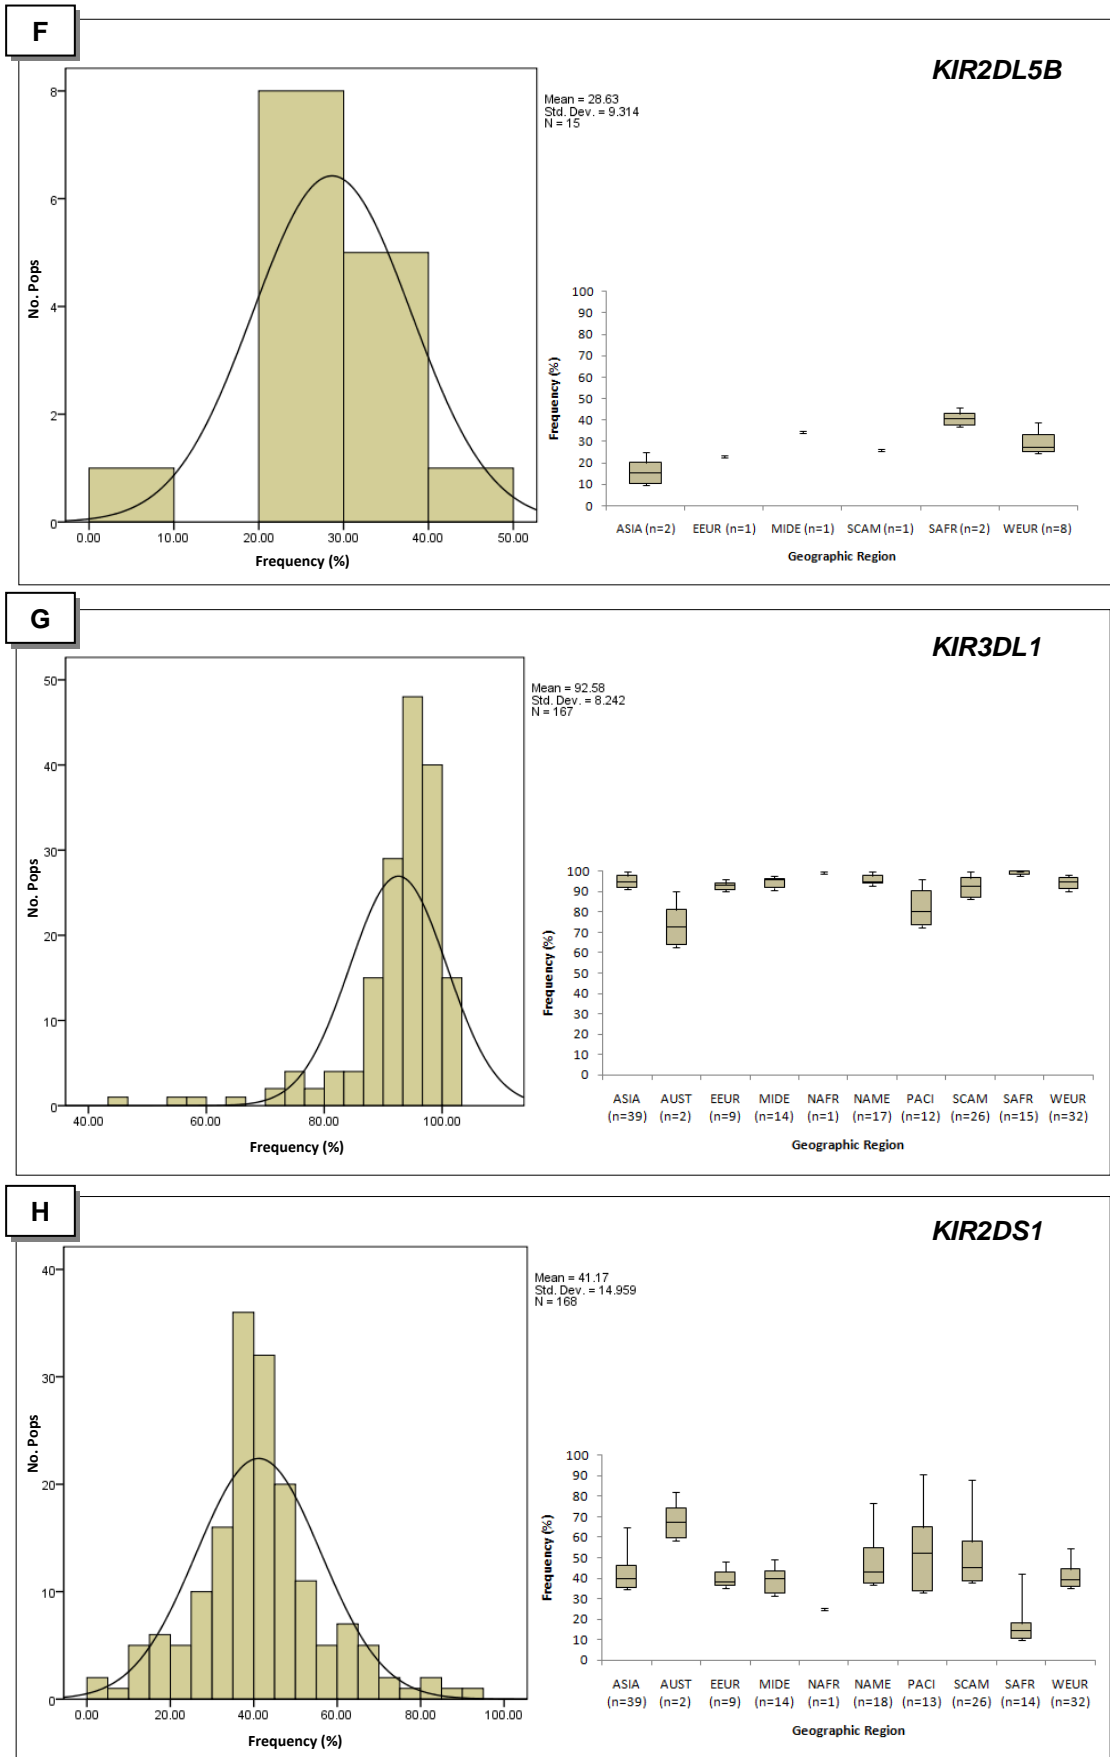 F
KIR2DL5B
Mean = 28.63
Std. Dev. = 9.314
N = 15
No. Pops
8
6
4
2
0
0.00 10.00 20.00 30.00 40.00 50.00
Frequency (%)
Frequency (%)
100
90
80
70
60
50
40
30
20
10
0
ASIA (n=2) EEUR (n=1) MIDE (n=1) SCAM (n=1) SAFR (n=2) WEUR (n=8)
Geographic Region
G
KIR3DL1
Mean = 92.58
Std. Dev. = 8.242
N = 167
No. Pops
50
40
30
20
10
0
40.00 60.00 80.00 100.00
Frequency (%)
Frequency (%)
100
90
80
70
60
50
40
30
20
10
0
ASIA AUST EEUR MIDE NAFR NAME PACI SCAM SAFR WEUR
(n=39) (n=2) (n=9) (n=14) (n=1) (n=17) (n=12) (n=26) (n=15) (n=32)
Geographic Region
H
KIR2DS1
Mean = 41.17
Std. Dev. = 14.959
N = 168
No. Pops
40
30
20
10
0
0.00 20.00 40.00 60.00 80.00 100.00
Frequency (%)
Frequency (%)
100
90
80
70
60
50
40
30
20
10
0
ASIA AUST EEUR MIDE NAFR NAME PACI SCAM SAFR WEUR
(n=39) (n=2) (n=9) (n=14) (n=1) (n=18) (n=13) (n=26) (n=14) (n=32)
Geographic Region